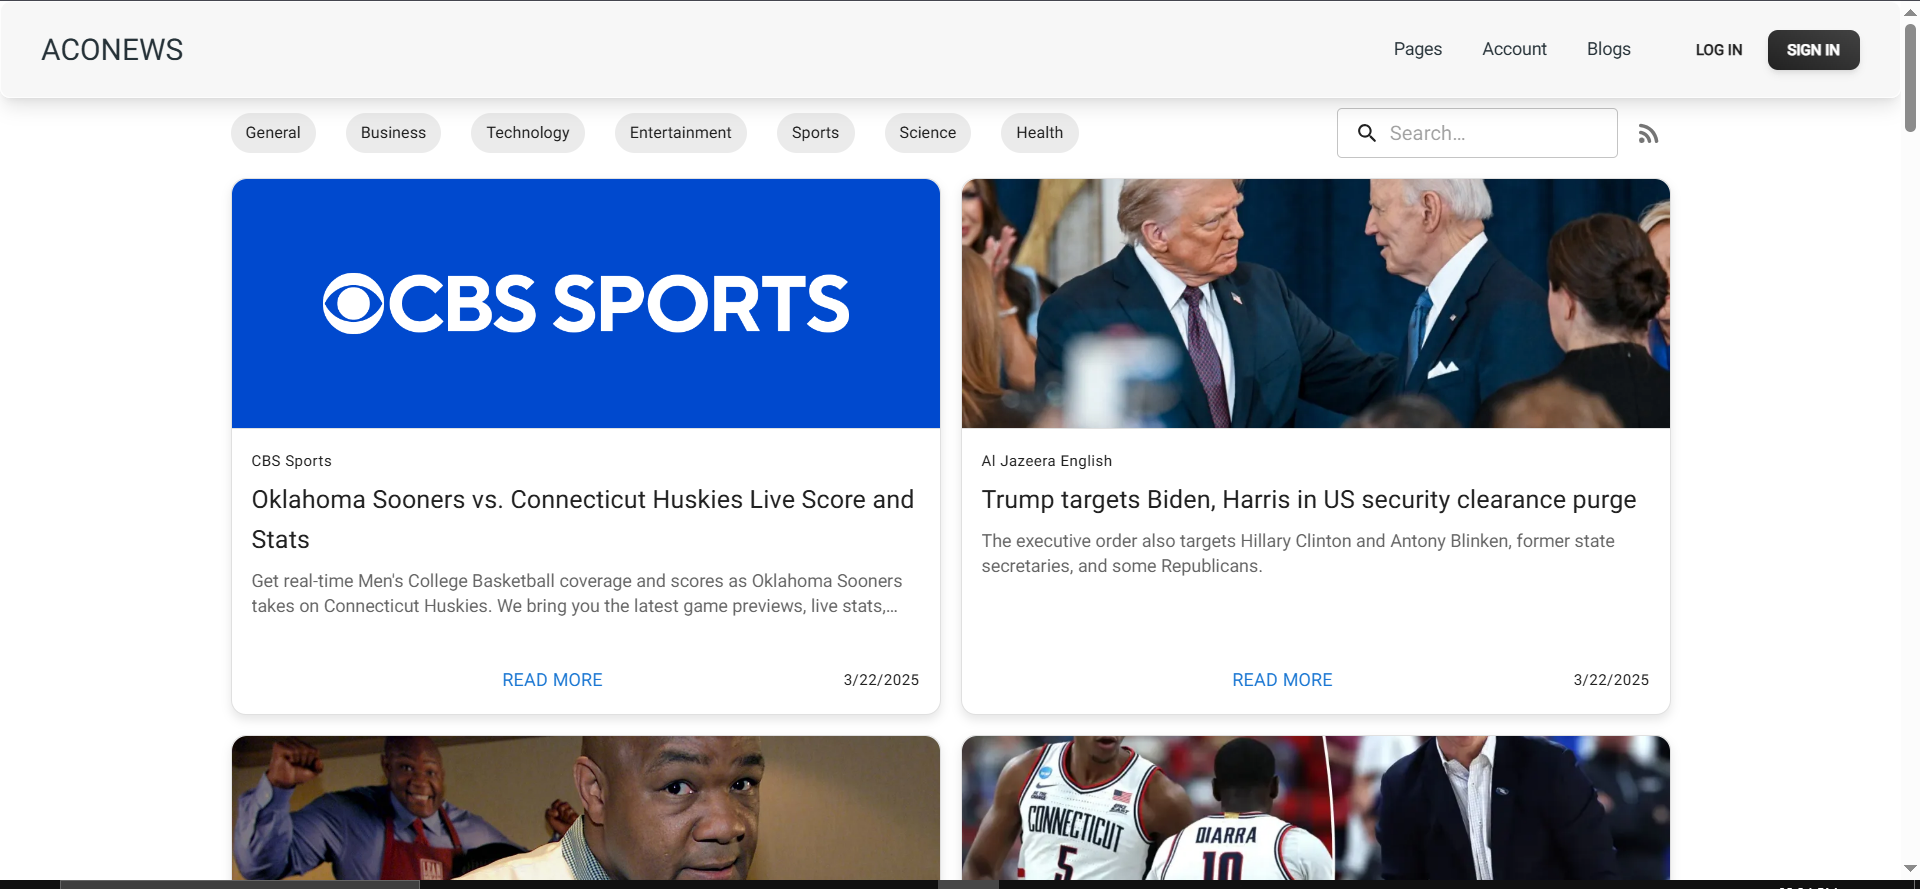 ACONEWS
Pages
Account
Blogs
LOG IN
SIGN IN
General
Business
Technology
Entertainment
Sports
Science
Health
Search...
CBS SPORTS
CBS Sports
Oklahoma Sooners vs. Connecticut Huskies Live Score and
Stats
Get real-time Men's College Basketball coverage and scores as Oklahoma Sooners
takes on Connecticut Huskies. We bring you the latest game previews, live stats,...
READ MORE
3/22/2025
Al Jazeera English
Trump targets Biden, Harris in US security clearance purge
The executive order also targets Hillary Clinton and Antony Blinken, former state
secretaries, and some Republicans.
READ MORE
3/22/2025
CONNECTICUT
5
DIARRA
10